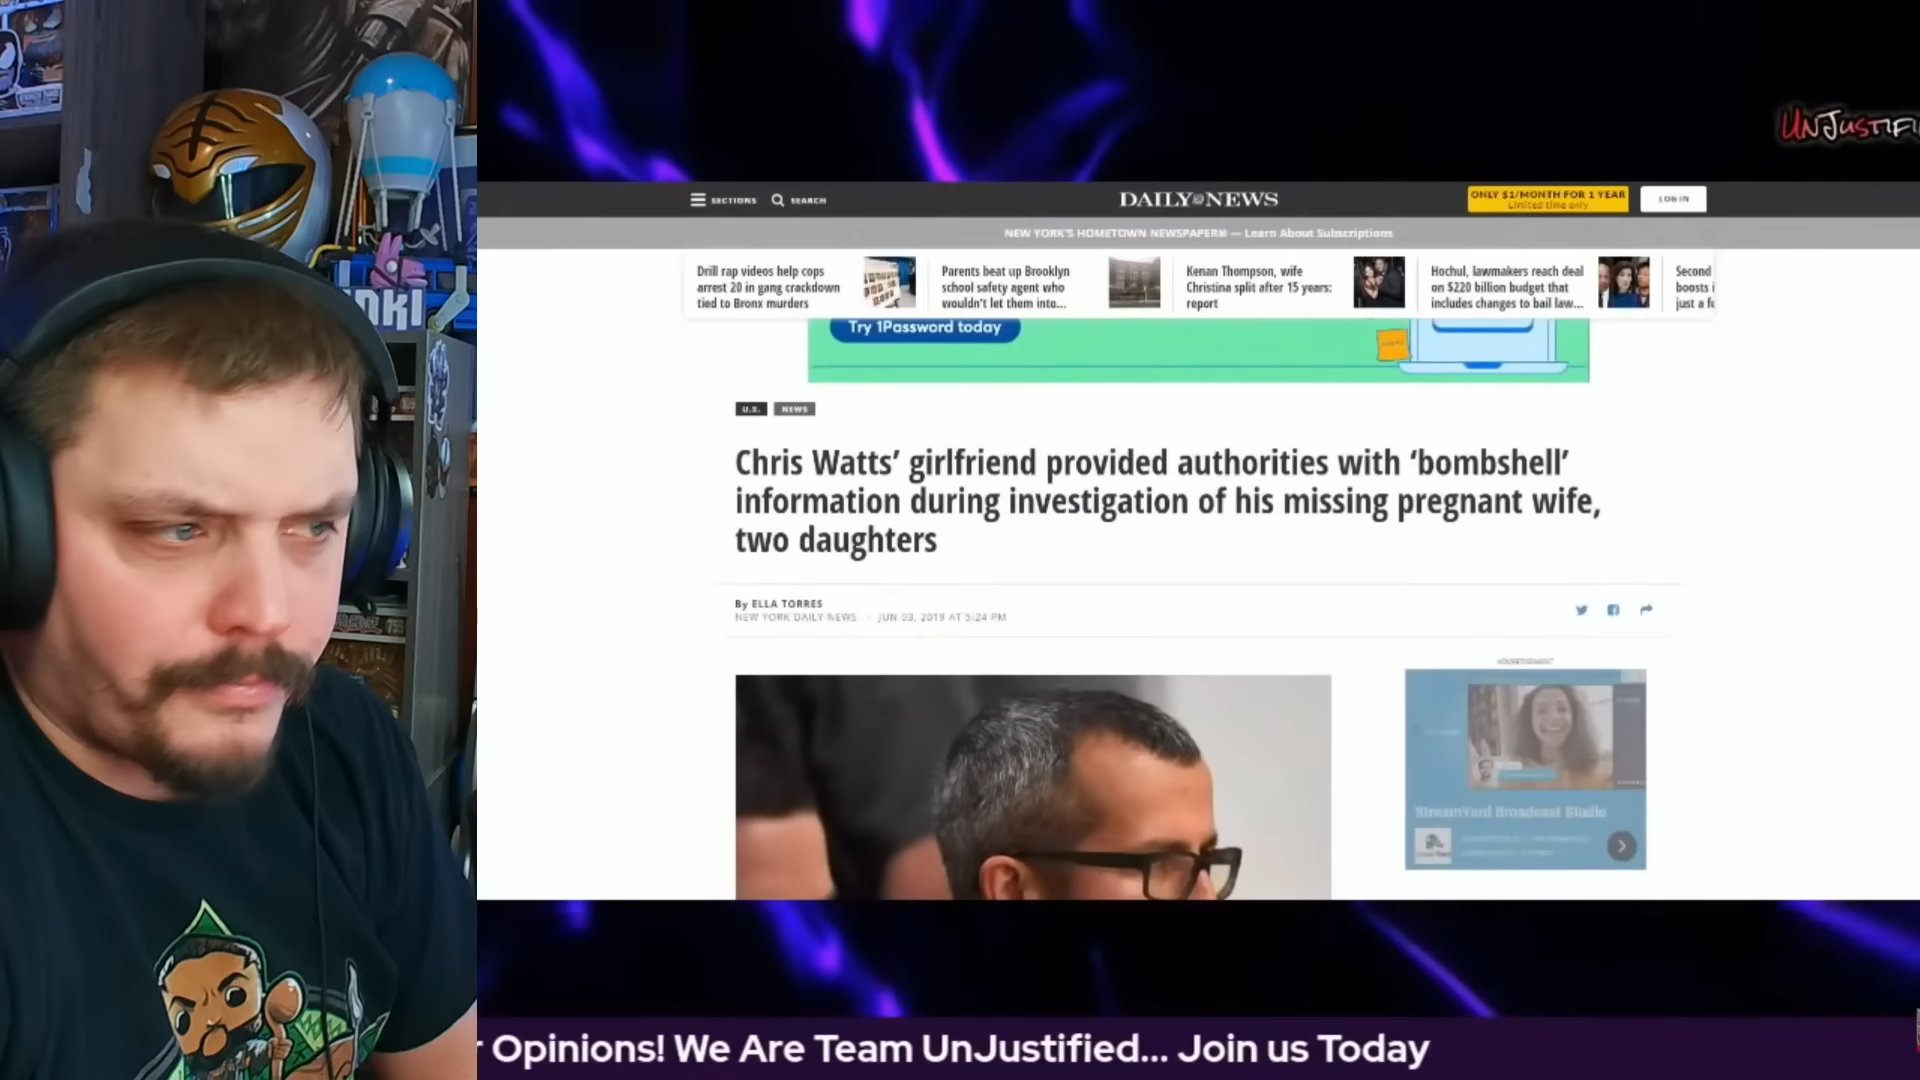 UNJUSTIFI
SECTIONS
SEARCH
DAILY NEWS
ONLY $1/MONTH FOR 1 YEAR
Limited time only
LOG IN
NEW YORK'S HOMETOWN NEWSPAPER® — Learn About Subscriptions
Drill rap videos help cops
arrest 20 in gang crackdown
tied to Bronx murders
Parents beat up Brooklyn
school safety agent who
wouldn't let them into...
Kenan Thompson, wife
Christina split after 15 years:
report
Hochul, lawmakers reach deal
on $220 billion budget that
includes changes to bail law...
Second
boosts i
just a f
Try 1Password today
U.S.
NEWS
Chris Watts’ girlfriend provided authorities with ‘bombshell’
information during investigation of his missing pregnant wife,
two daughters
By ELLA TORRES
NEW YORK DAILY NEWS | JUN 03, 2019 AT 5:24 PM
StreamYard Broadcast Studio
Opinions! We Are Team UnJustified... Join us Today